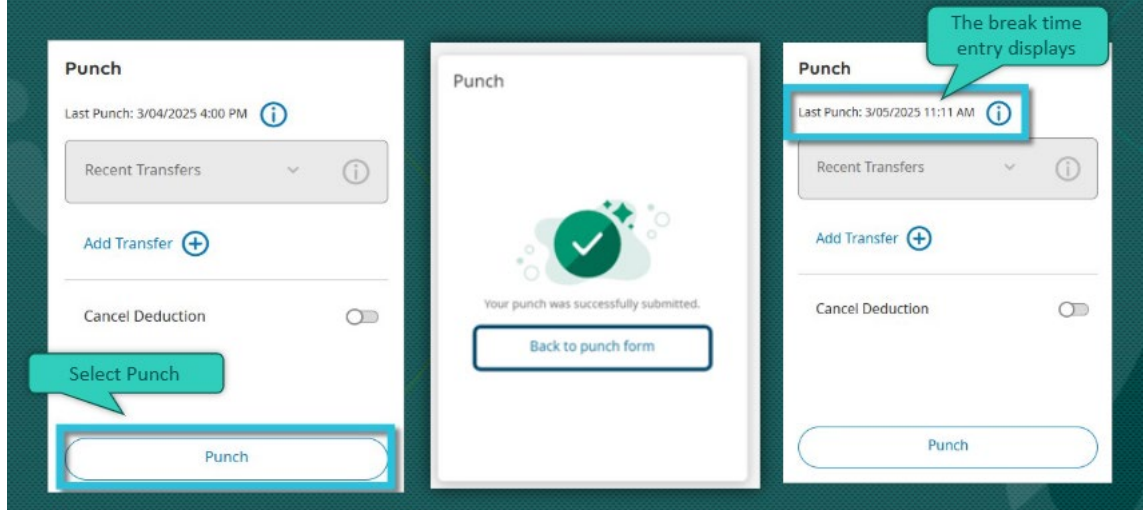 Punch
Last Punch: 3/04/2025 4:00 PM
Recent Transfers
Add Transfer
Cancel Deduction
Select Punch
Punch
Punch
Your punch was successfully submitted.
Back to punch form
The break time
entry displays
Punch
Last Punch: 3/05/2025 11:11 AM
Recent Transfers
Add Transfer
Cancel Deduction
Punch